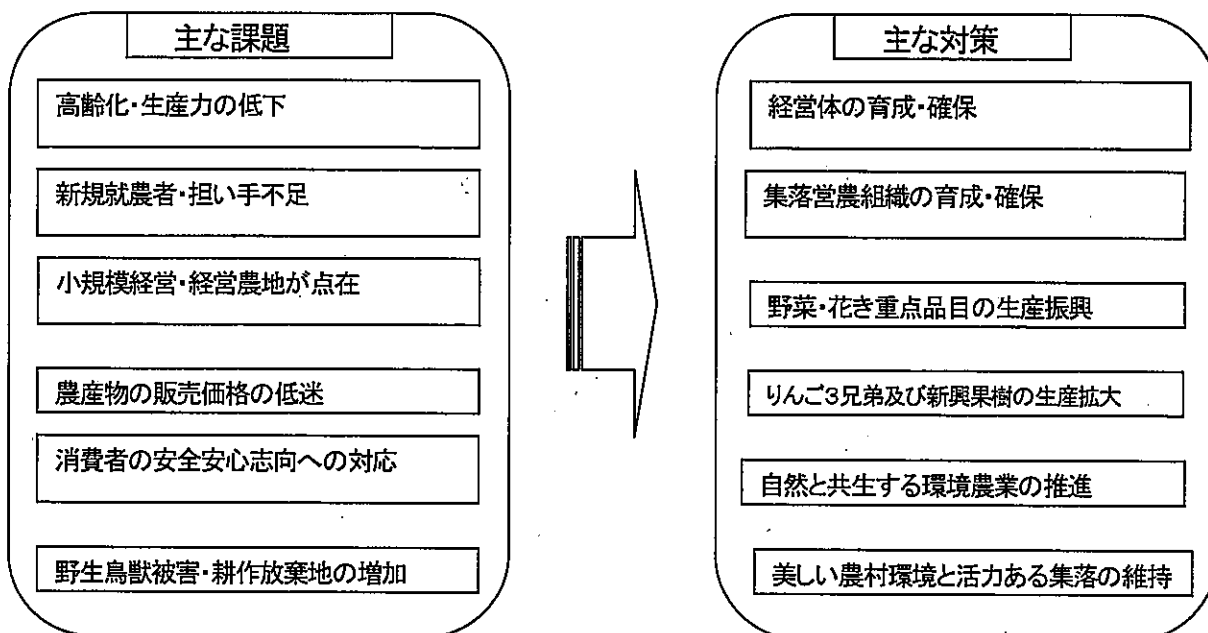 主な課題
高齢化・生産力の低下
新規就農者・担い手不足
小規模経営・経営農地が点在
農産物の販売価格の低迷
消費者の安全安心志向への対応
野生鳥獣被害・耕作放棄地の増加
主な対策
経営体の育成・確保
集落営農組織の育成・確保
野菜・花き重点品目の生産振興
りんご3兄弟及び新興果樹の生産拡大
自然と共生する環境農業の推進
美しい農村環境と活力ある集落の維持